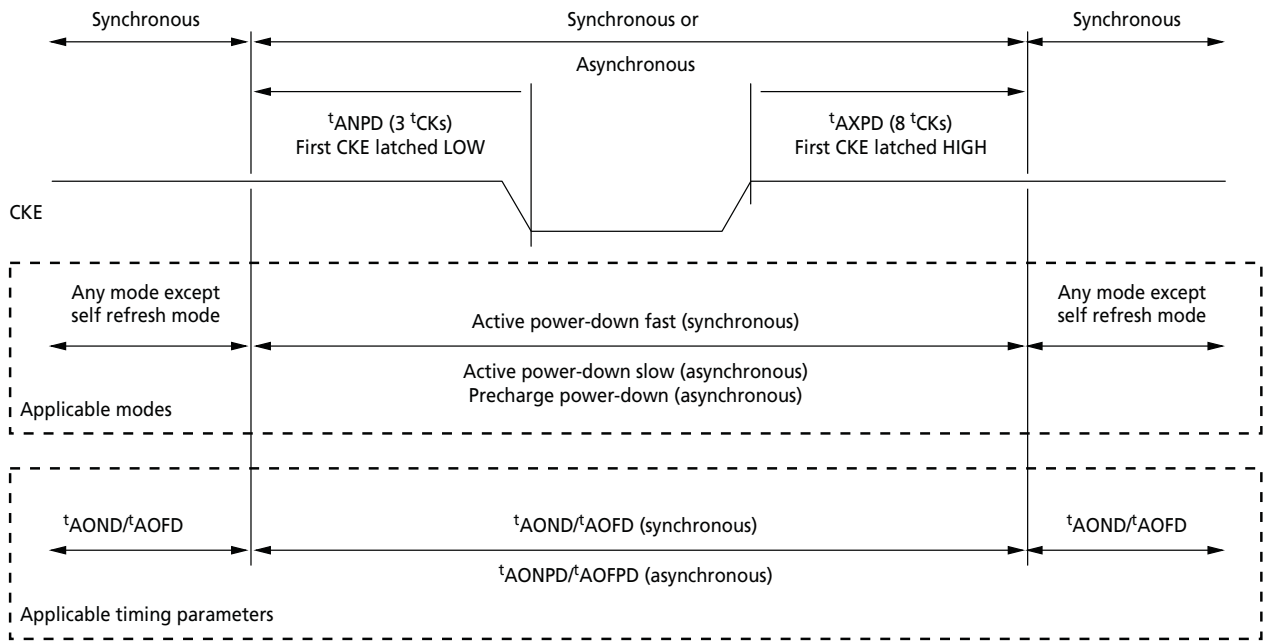 Synchronous
Synchronous or
Synchronous
Asynchronous
tANPD (3 tCKs)
First CKE latched LOW
tAXPD (8 tCKs)
First CKE latched HIGH
CKE
Any mode except
self refresh mode
Active power-down fast (synchronous)
Any mode except
self refresh mode
Active power-down slow (asynchronous)
Precharge power-down (asynchronous)
Applicable modes
tAOND/tAOFD
tAOND/tAOFD (synchronous)
tAOND/tAOFD
tAONPD/tAOFPD (asynchronous)
Applicable timing parameters